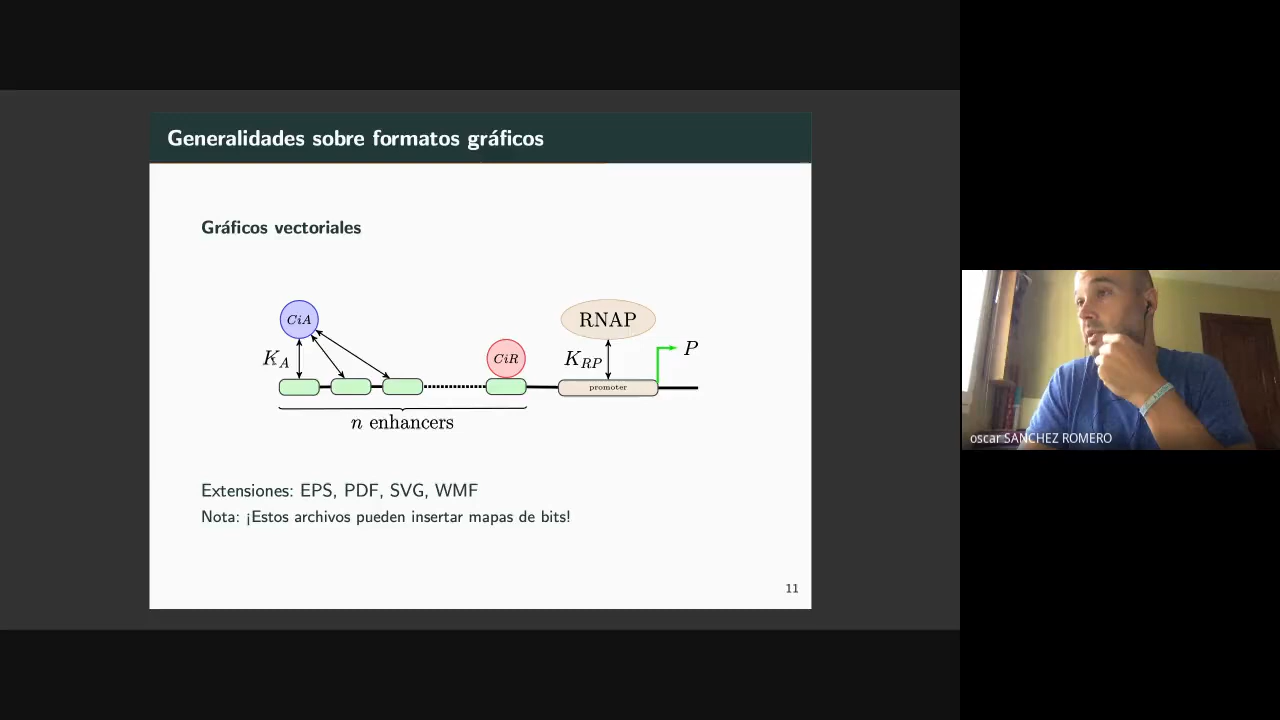 Generalidades sobre formatos gráficos
Gráficos vectoriales
CiA
RNAP
K_A
CiR
K_RP
P
promoter
n enhancers
Extensiones: EPS, PDF, SVG, WMF
Nota: ¡Estos archivos pueden insertar mapas de bits!
11
oscar SANCHEZ ROMERO